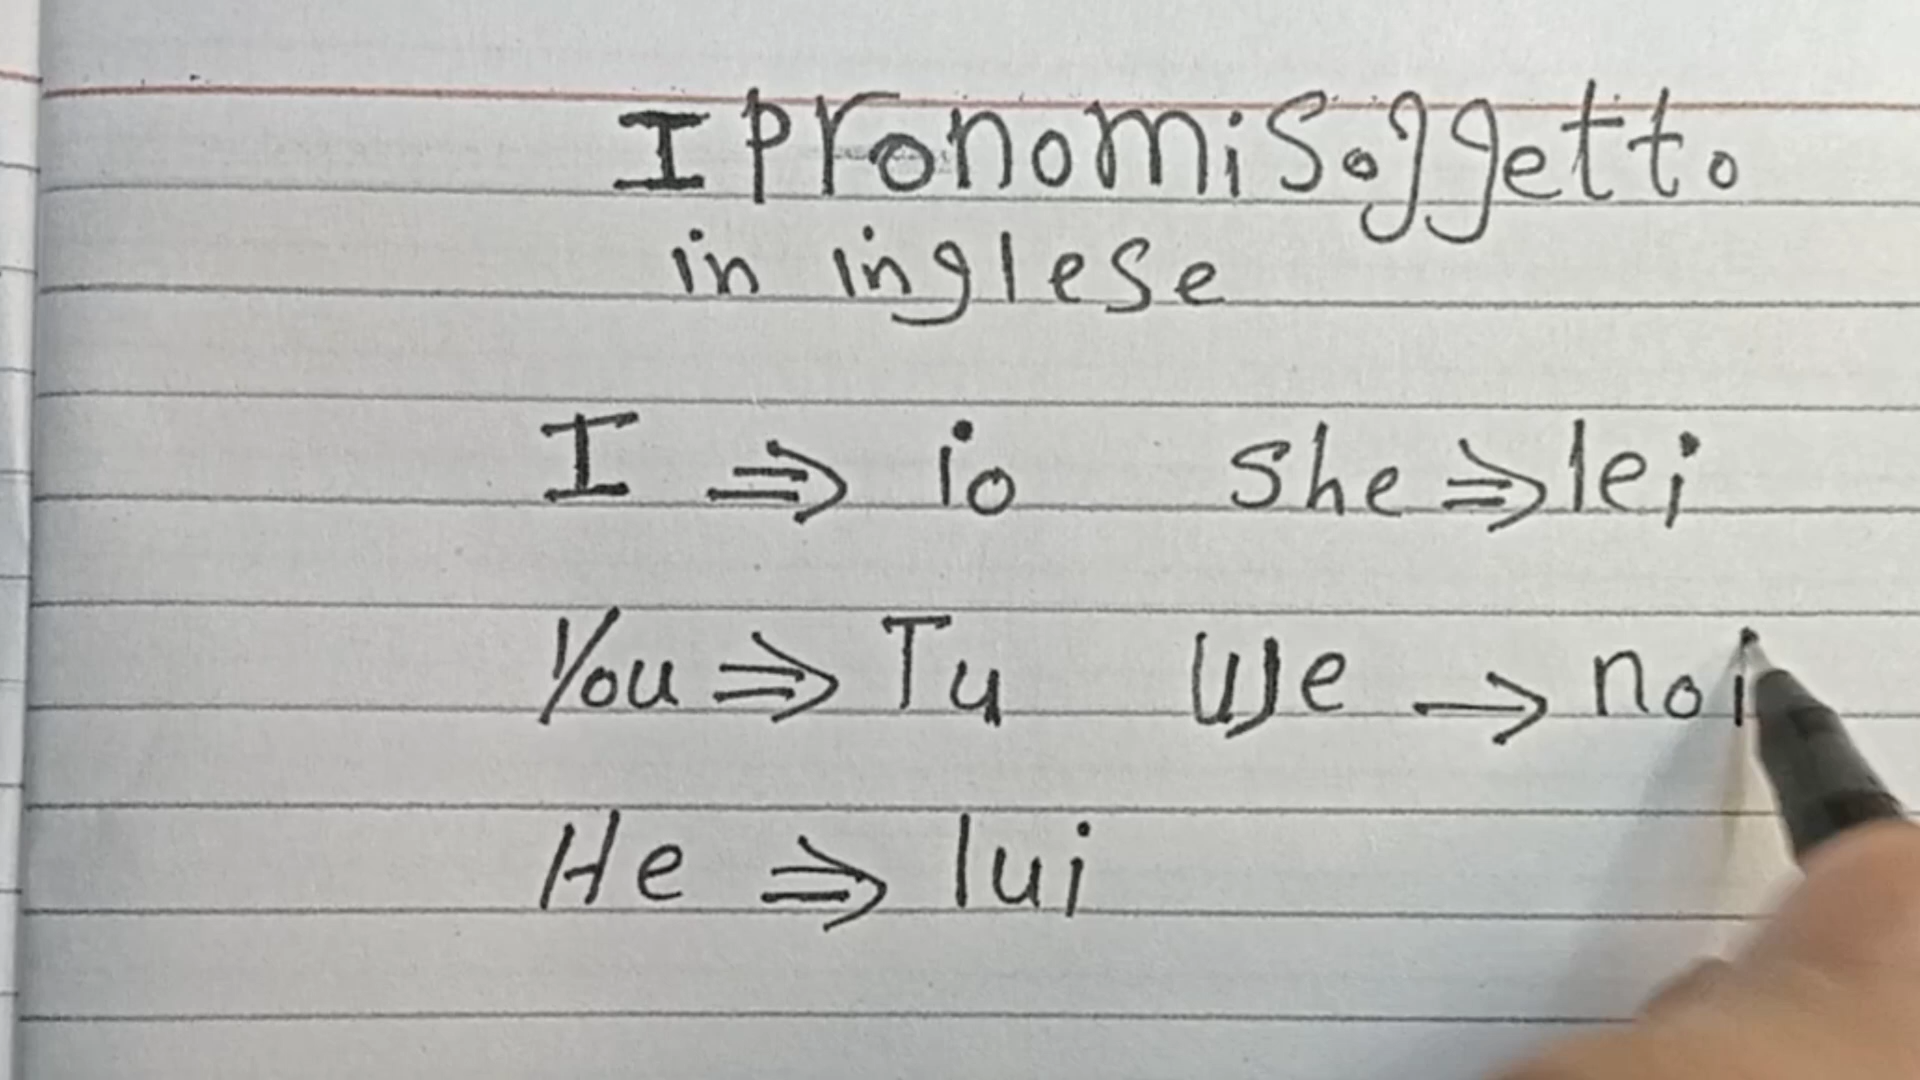 I Pronomi Soggetto
in inglese
I ⇒ io She ⇒ lei
You ⇒ Tu We → noi
He ⇒ lui